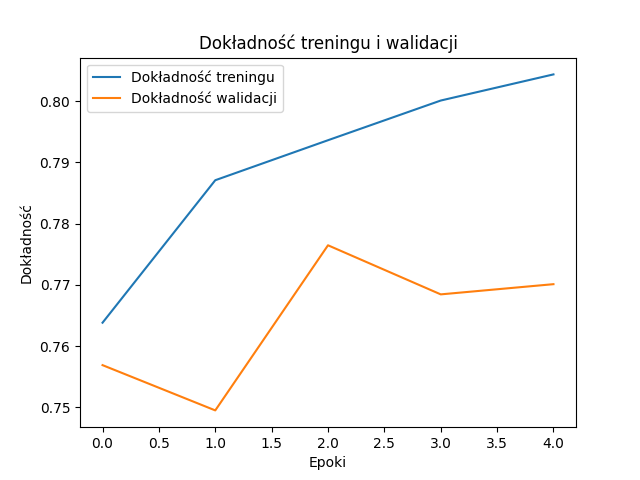 Dokładność treningu i walidacji
Dokładność treningu
Dokładność walidacji
0.80
0.79
0.78
0.77
0.76
0.75
Dokładność
0.0 0.5 1.0 1.5 2.0 2.5 3.0 3.5 4.0
Epoki